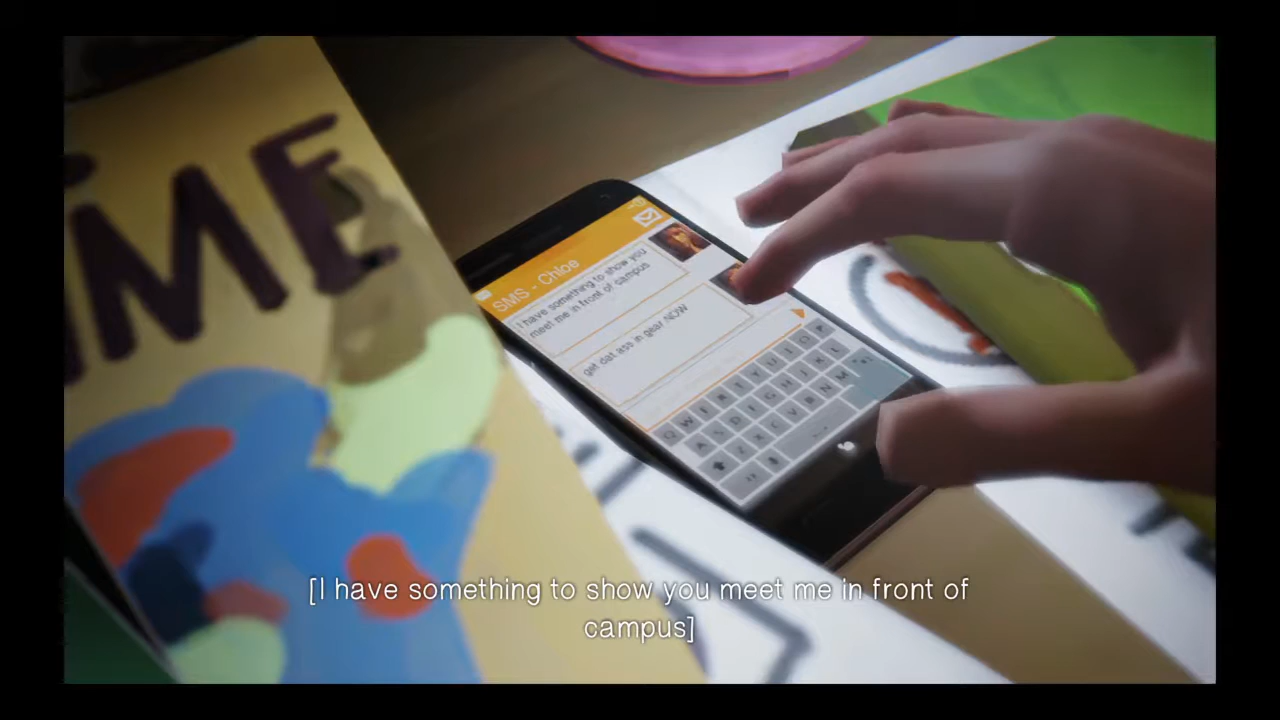 iME
SMS - Chloe
I have something to show you
meet me in front of campus
get dat ass in gear NOW
Q W E R T Y U I O
A S D F G H J K L
Z X C V B N M
[I have something to show you meet me in front of
campus]